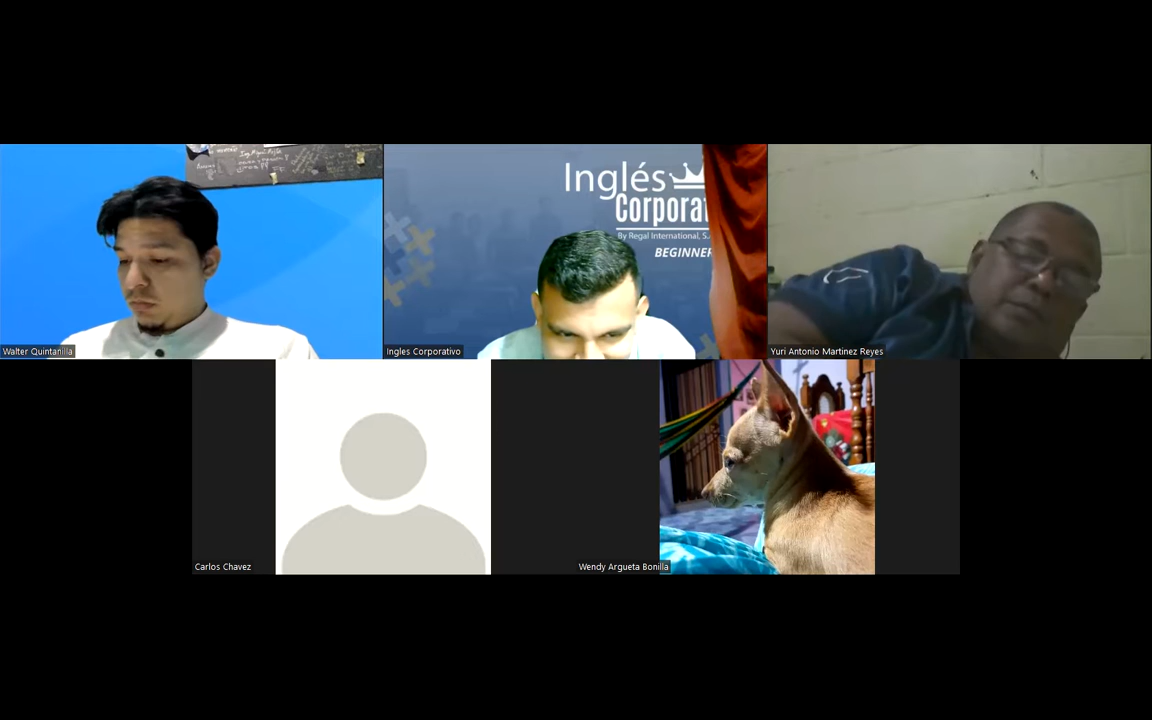 Inglés
Corporat
By Regal International, S.A
BEGINNER
Walter Quintanilla
Ingles Corporativo
Yuri Antonio Martinez Reyes
Carlos Chavez
Wendy Argueta Bonilla